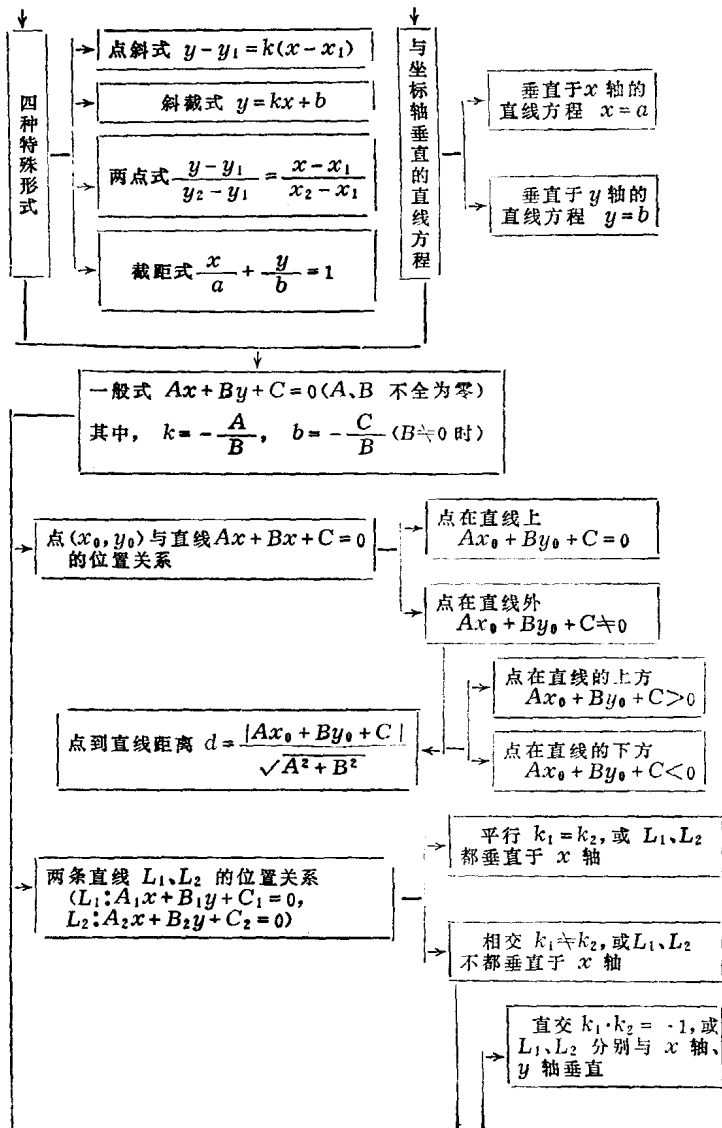 四种特殊形式
点斜式 y-y₁=k(x-x₁)
斜截式 y=kx+b
两点式 (y-y₁)/(y₂-y₁)=(x-x₁)/(x₂-x₁)
截距式 x/a + y/b = 1
与坐标轴垂直的直线方程
垂直于x 轴的
直线方程 x=a
垂直于 y 轴的
直线方程 y=b
一般式 Ax+By+C=0(A、B 不全为零)
其中, k=-A/B, b=-C/B (B≠0 时)
点(x₀,y₀)与直线Ax+Bx+C=0
的位置关系
点在直线上
Ax₀+By₀+C=0
点在直线外
Ax₀+By₀+C≠0
点在直线的上方
Ax₀+By₀+C>0
点在直线的下方
Ax₀+By₀+C<0
点到直线距离 d=|Ax₀+By₀+C|/√(A²+B²)
两条直线 L₁、L₂ 的位置关系
(L₁:A₁x+B₁y+C₁=0,
L₂:A₂x+B₂y+C₂=0)
平行 k₁=k₂,或 L₁、L₂
都垂直于 x 轴
相交 k₁≠k₂,或L₁、L₂
不都垂直于 x 轴
直交 k₁·k₂= -1,或
L₁、L₂ 分别与 x 轴、
y 轴垂直